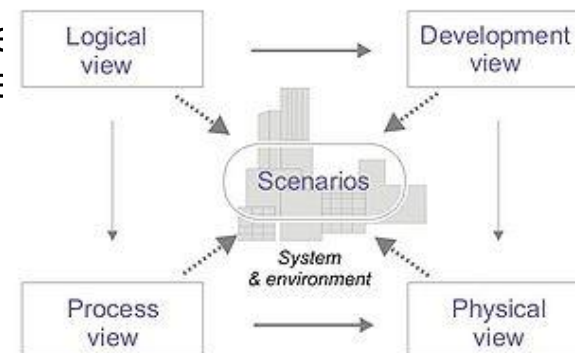 Logical
view
Development
view
Scenarios
System
& environment
Process
view
Physical
view